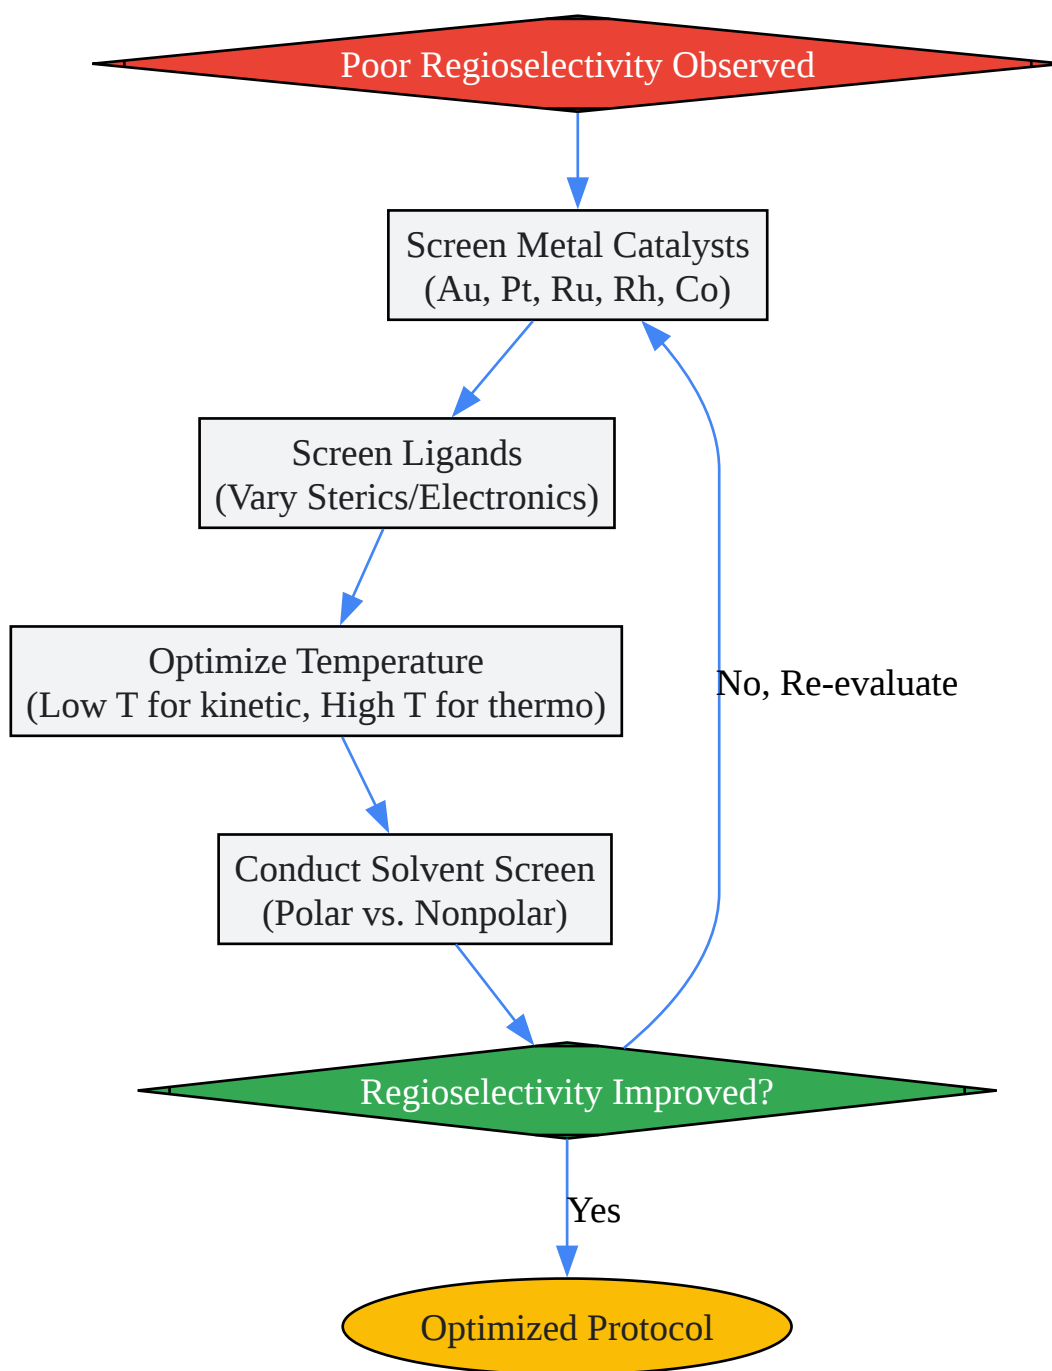 Poor Regioselectivity Observed
Screen Metal Catalysts
(Au, Pt, Ru, Rh, Co)
Screen Ligands
(Vary Sterics/Electronics)
Optimize Temperature
(Low T for kinetic, High T for thermo)
No, Re-evaluate
Conduct Solvent Screen
(Polar vs. Nonpolar)
Regioselectivity Improved?
Yes
Optimized Protocol